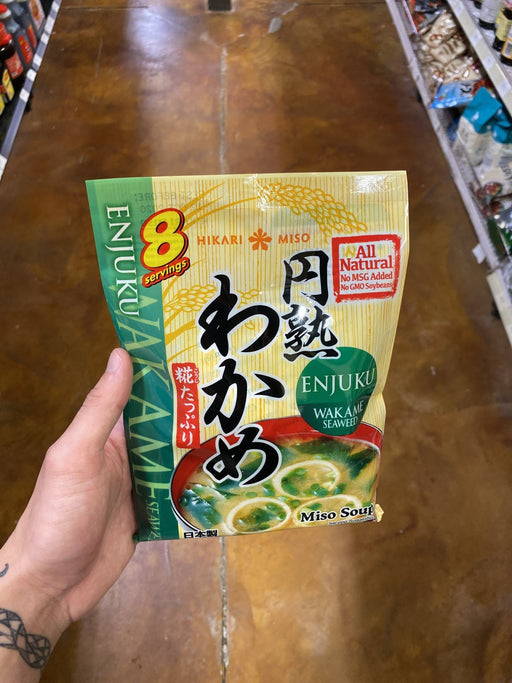 ENJUKU
WAKAME
SEAWE
8
servings
HIKARI MISO
All
Natural
No MSG Added
No GMO Soybeans
円熟
わかめ
糀たっぷり
ENJUKU
WAKAME
SEAWEED
Miso Soup
日本製